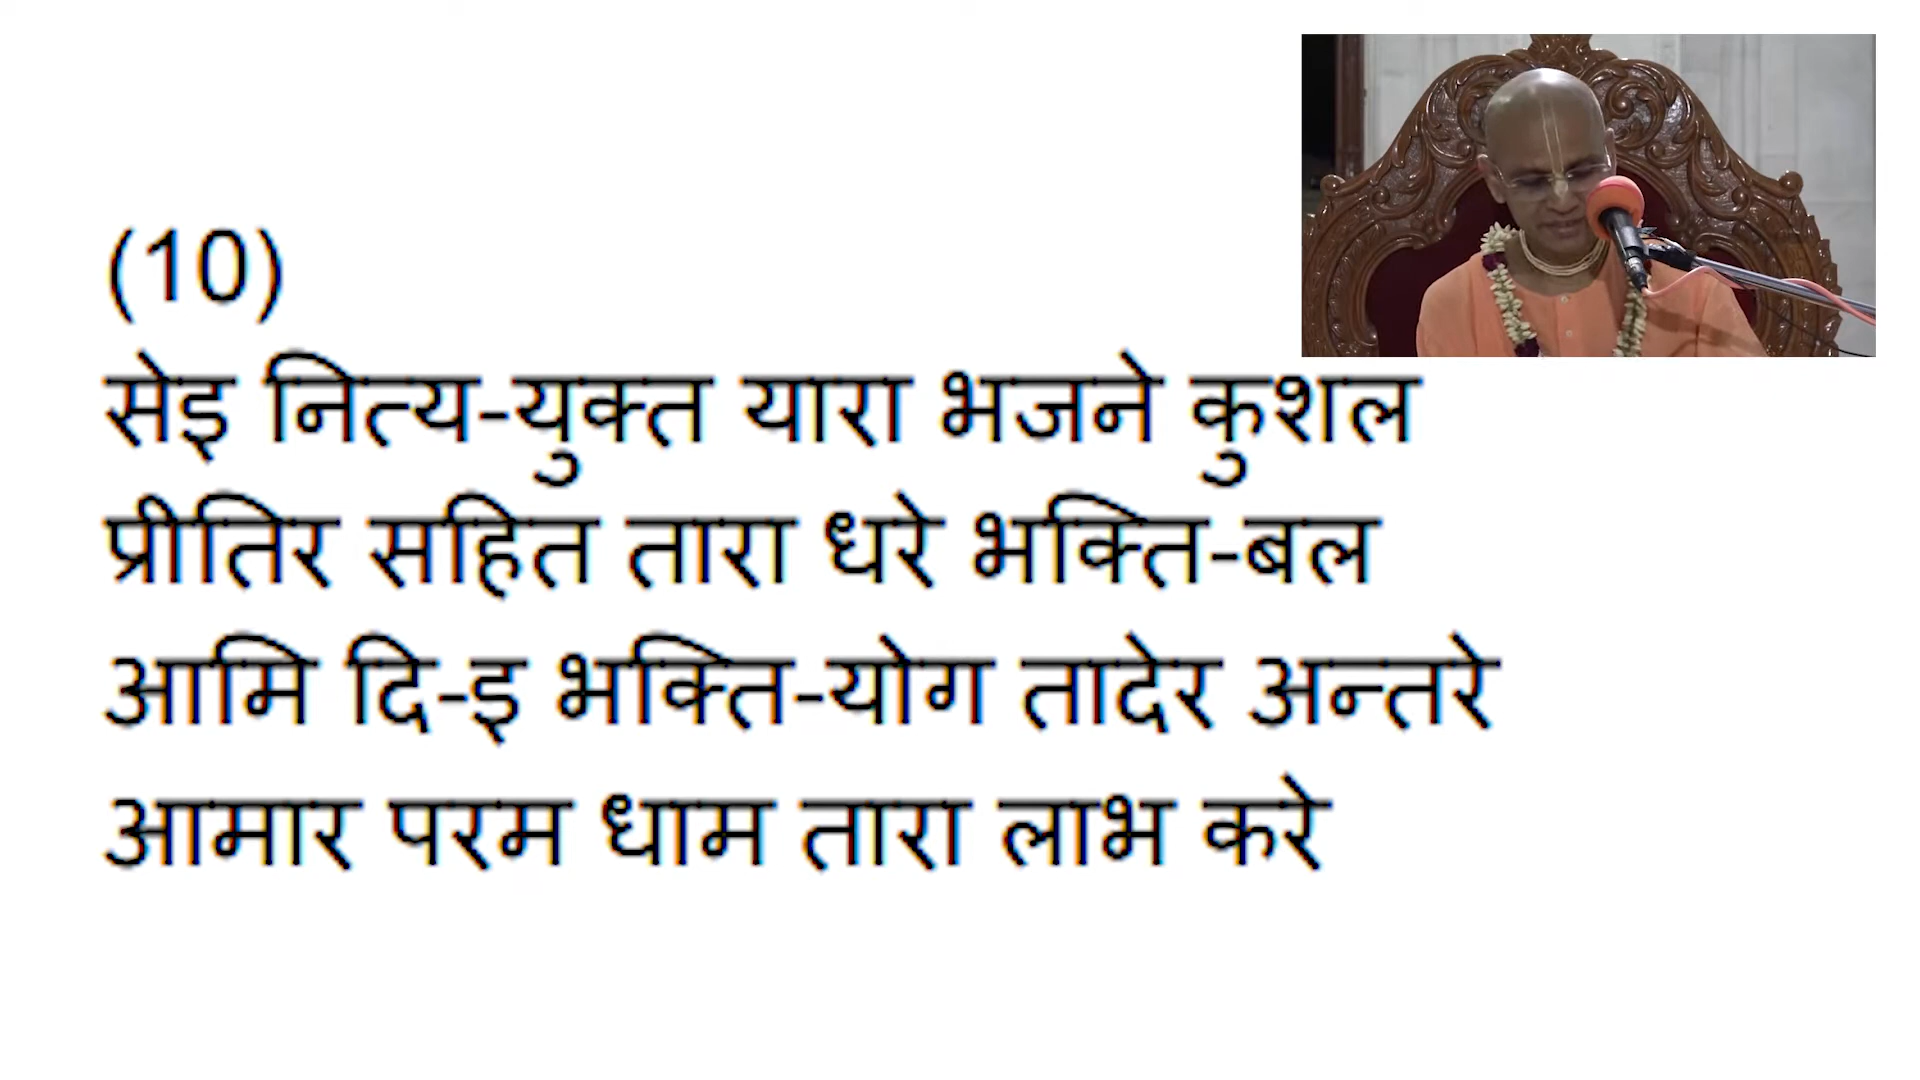 (10)
सेइ नित्य-युक्त यारा भजने कुशल
प्रीतिर सहित तारा धरे भक्ति-बल
आमि दि-इ भक्ति-योग तादेर अन्तरे
आमार परम धाम तारा लाभ करे